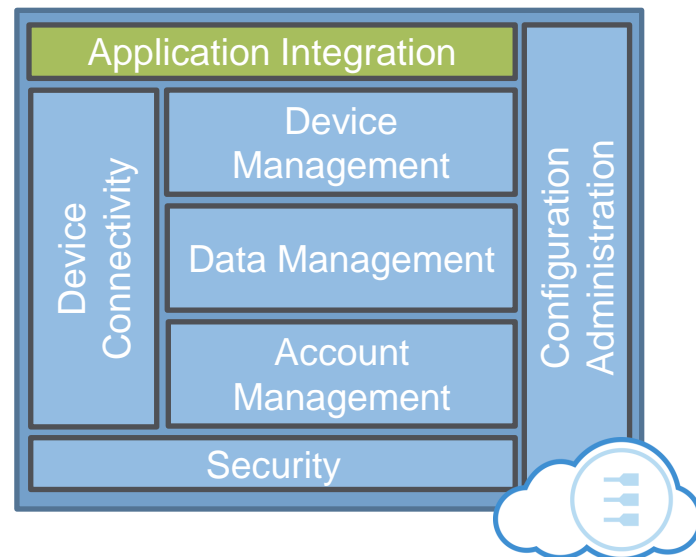 Application Integration
Device
Connectivity
Device
Management
Data Management
Account
Management
Security
Configuration
Administration